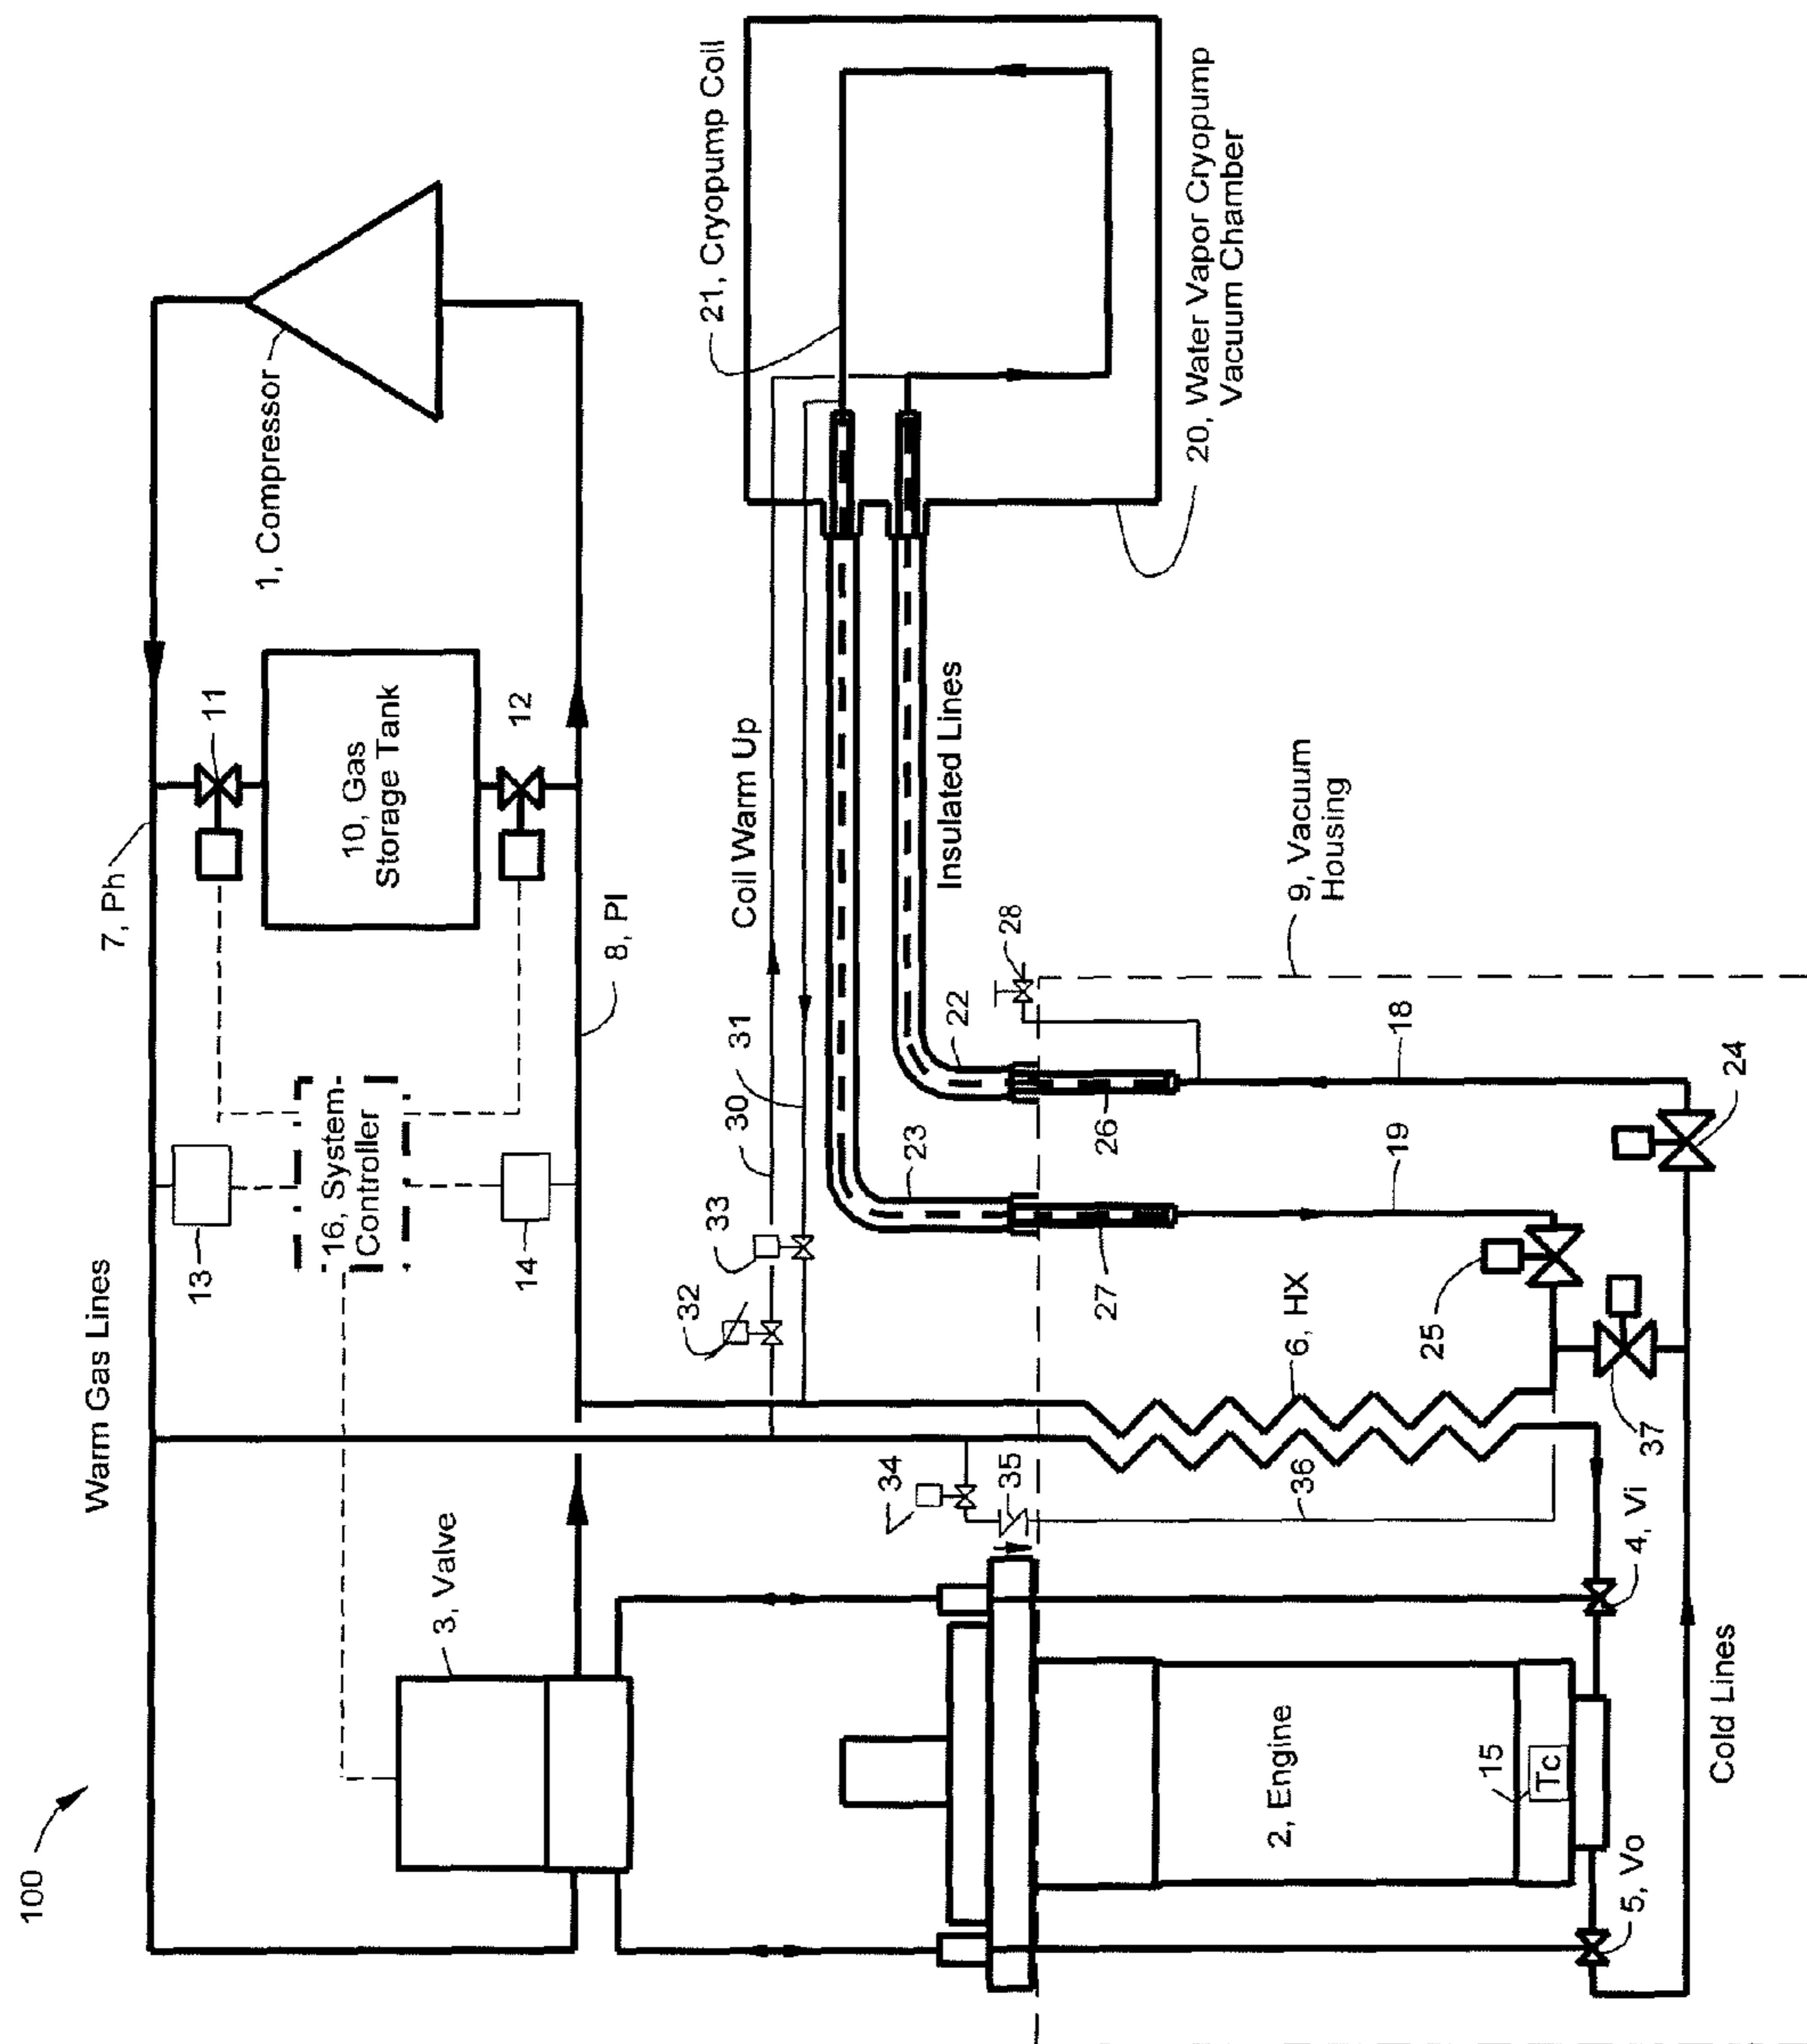 100
Warm Gas Lines
7, Ph
11
1, Compressor
10, Gas
Storage Tank
12
13
16, System
Controller
14
8, Pl
3, Valve
Coil Warm Up
21, Cryopump Coil
30
31
33
32
23
22
28
Insulated Lines
20, Water Vapor Cryopump
Vacuum Chamber
9, Vacuum
Housing
34
35
36
6, HX
27
26
19
18
25
24
37
2, Engine
15
Tc
4, Vi
5, Vo
Cold Lines